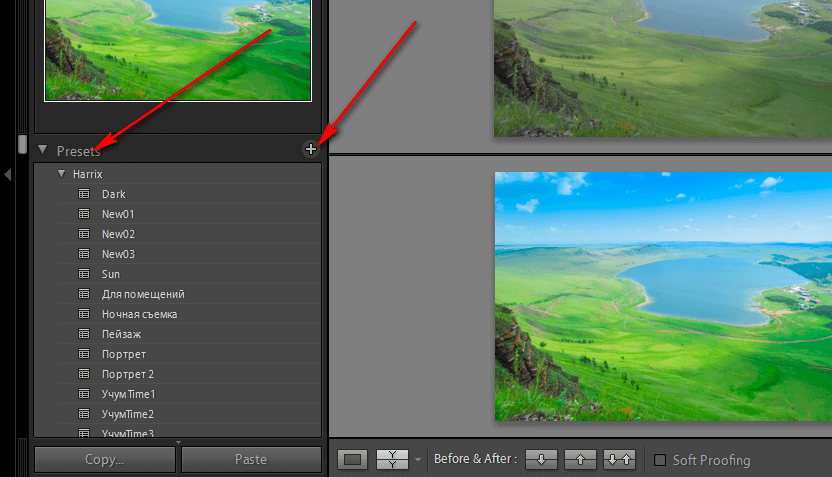 Presets
Harrix
Dark
New01
New02
New03
Sun
Для помещений
Ночная съемка
Пейзаж
Портрет
Портрет 2
УчумTime1
УчумTime2
УчумTime3
Copy... Paste
Y Y Before & After : Soft Proofing